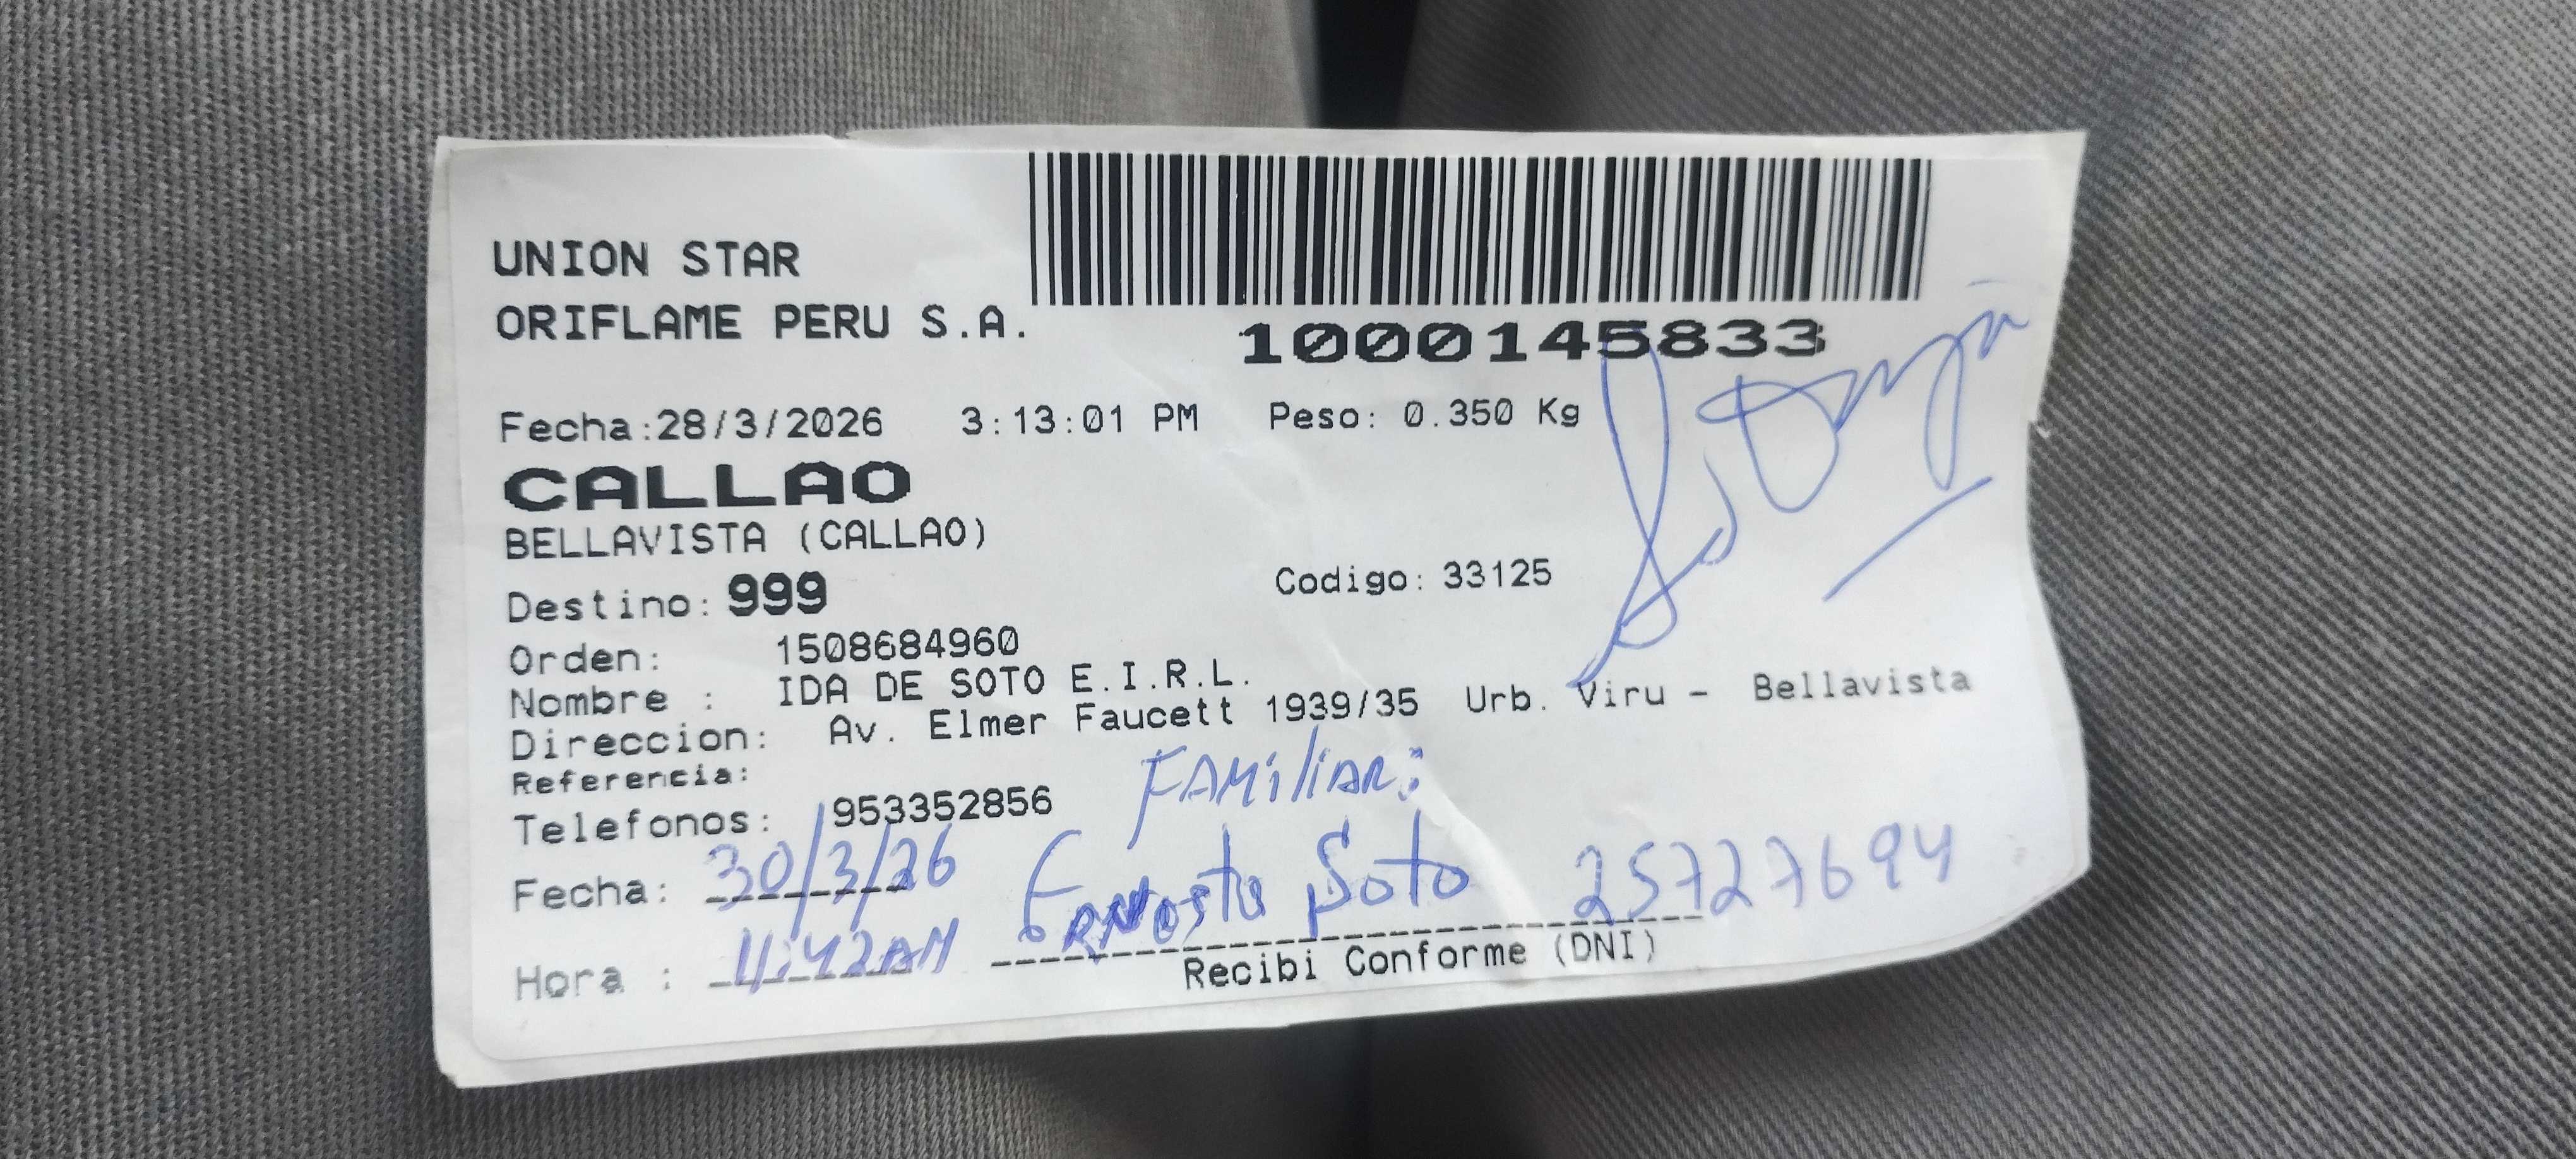 UNION STAR
ORIFLAME PERU S.A.
1000145833
Fecha:28/3/2026 3:13:01 PM Peso: 0.350 Kg
CALLAO
BELLAVISTA (CALLAO)
Destino: 999 Codigo: 33125
Orden: 1508684960
Nombre : IDA DE SOTO E.I.R.L.
Direccion: Av. Elmer Faucett 1939/35 Urb. Viru - Bellavista
Referencia:
FAMiliAR:
Telefonos: 953352856
Fecha: 30/3/26 Soto 25727694
Hora : 11:42AM
Recibi Conforme (DNI)